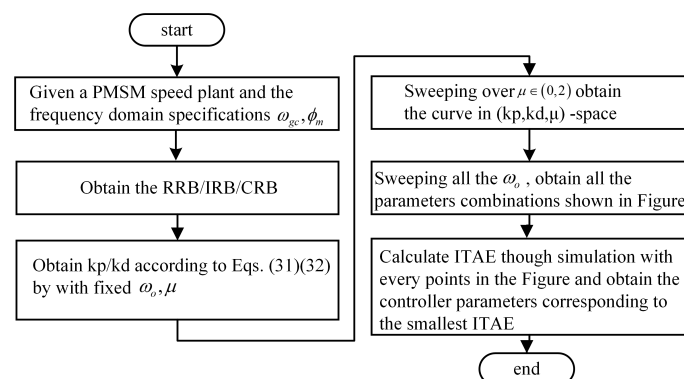 start
Given a PMSM speed plant and the
frequency domain specifications ω_gc, ϕ_m
Obtain the RRB/IRB/CRB
Obtain kp/kd according to Eqs. (31)(32)
by with fixed ω_o, μ
Sweeping over μ ∈ (0, 2) obtain
the curve in (kp,kd,μ) -space
Sweeping all the ω_o , obtain all the
parameters combinations shown in Figure
Calculate ITAE though simulation with
every points in the Figure and obtain the
controller parameters corresponding to
the smallest ITAE
end